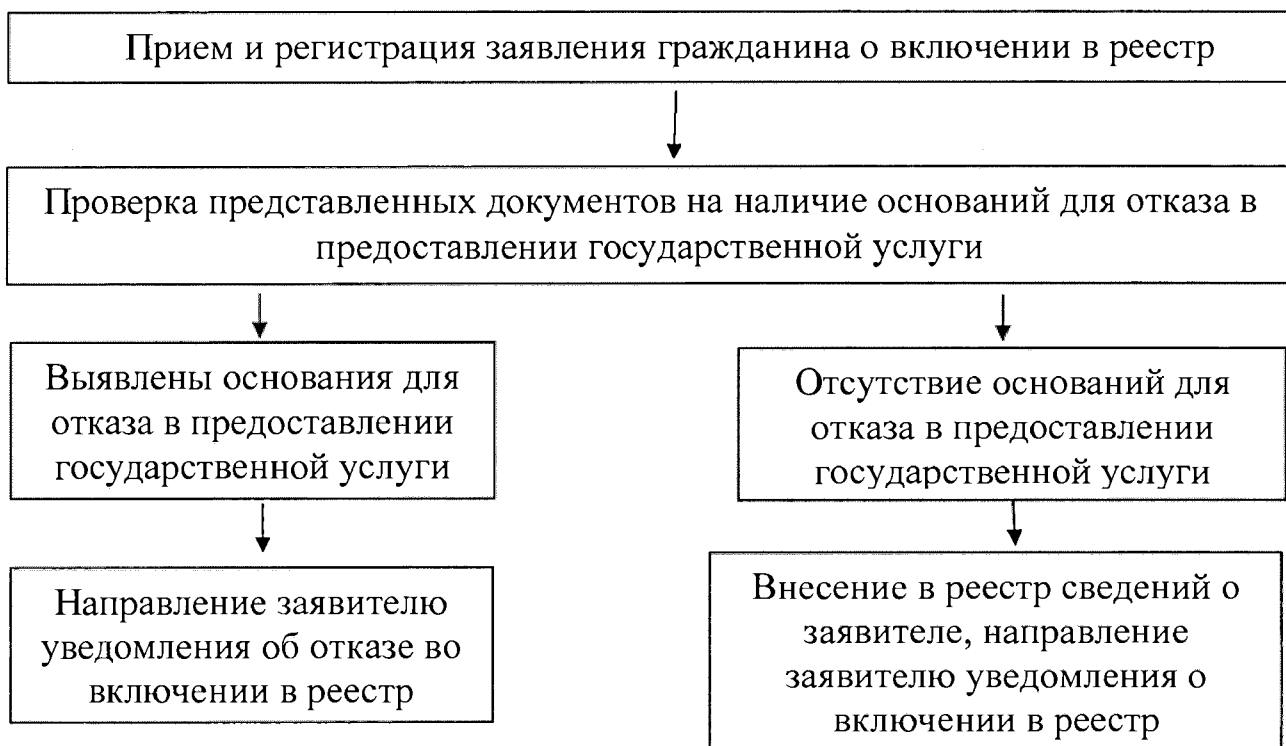 Прием и регистрация заявления гражданина о включении в реестр
Проверка представленных документов на наличие оснований для отказа в
предоставлении государственной услуги
Выявлены основания для
отказа в предоставлении
государственной услуги
Отсутствие оснований для
отказа в предоставлении
государственной услуги
Направление заявителю
уведомления об отказе во
включении в реестр
Внесение в реестр сведений о
заявителе, направление
заявителю уведомления о
включении в реестр